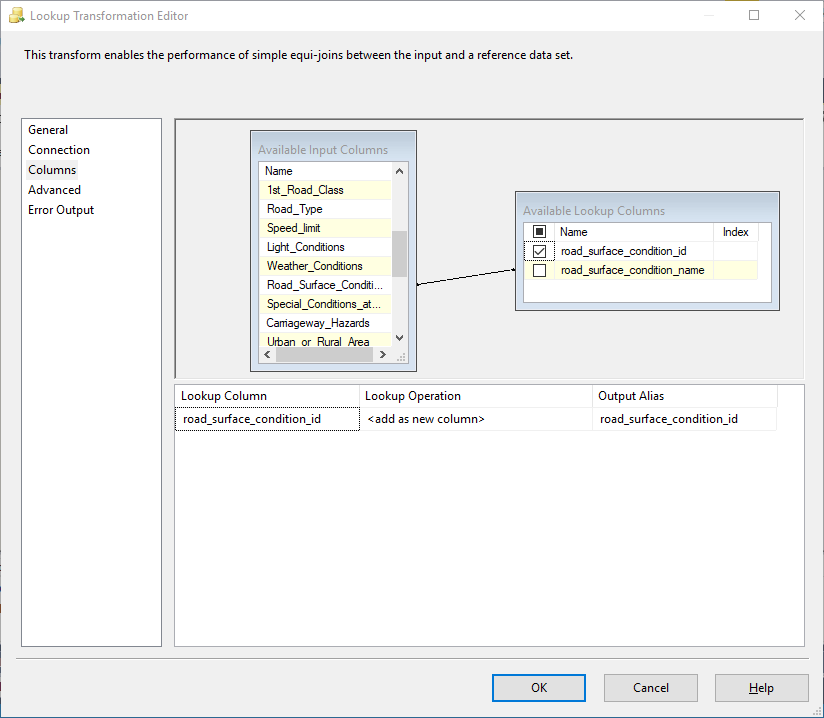 Lookup Transformation Editor
This transform enables the performance of simple equi-joins between the input and a reference data set.
General
Connection
Columns
Advanced
Error Output
Available Input Columns
Name
1st_Road_Class
Road_Type
Speed_limit
Light_Conditions
Weather_Conditions
Road_Surface_Conditi...
Special_Conditions_at...
Carriageway_Hazards
Urban_or_Rural_Area
Available Lookup Columns
Name Index
road_surface_condition_id
road_surface_condition_name
Lookup Column Lookup Operation Output Alias
road_surface_condition_id <add as new column> road_surface_condition_id
OK Cancel Help